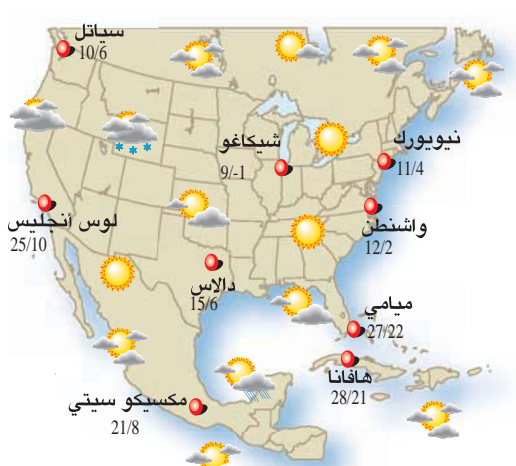 سياتل
10/6
شيكاغو
9/-1
نيويورك
11/4
لوس أنجليس
25/10
واشنطن
12/2
دالاس
15/6
ميامي
27/22
هافانا
28/21
مكسيكو سيتي
21/8